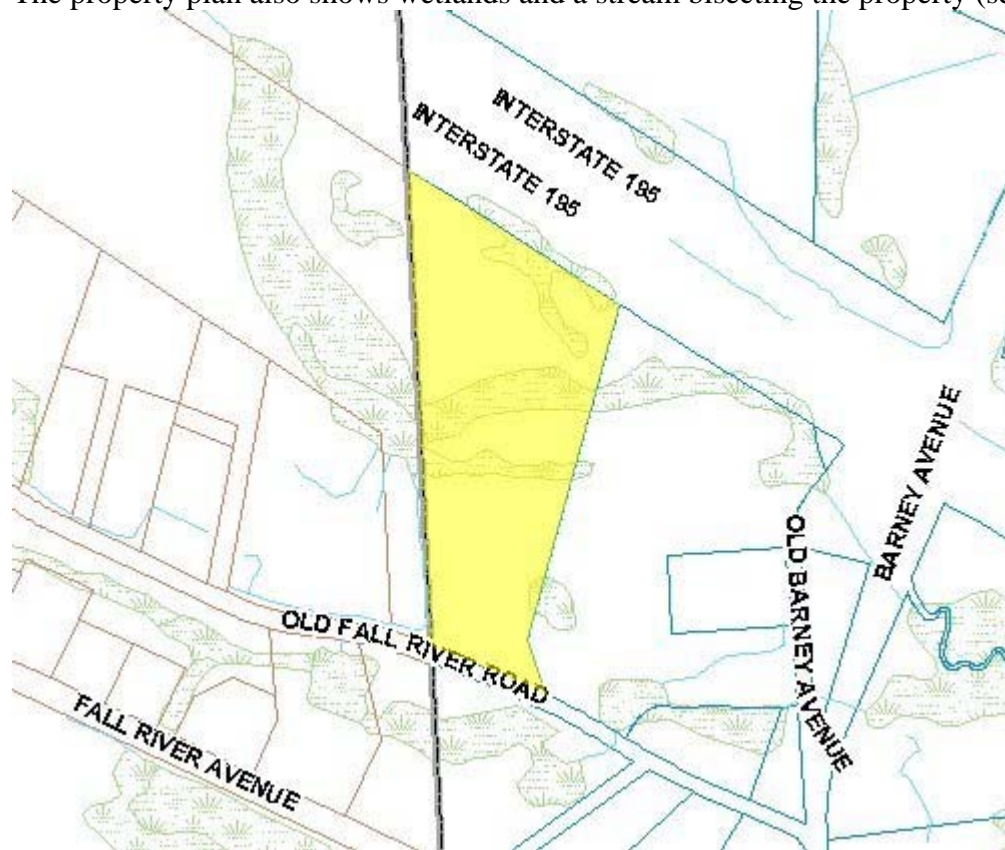 The property plan also shows wetlands and a stream bisecting the property (se
INTERSTATE 195
INTERSTATE 195
BARNEY AVENUE
OLD BARNEY AVENUE
OLD FALL RIVER ROAD
FALL RIVER AVENUE